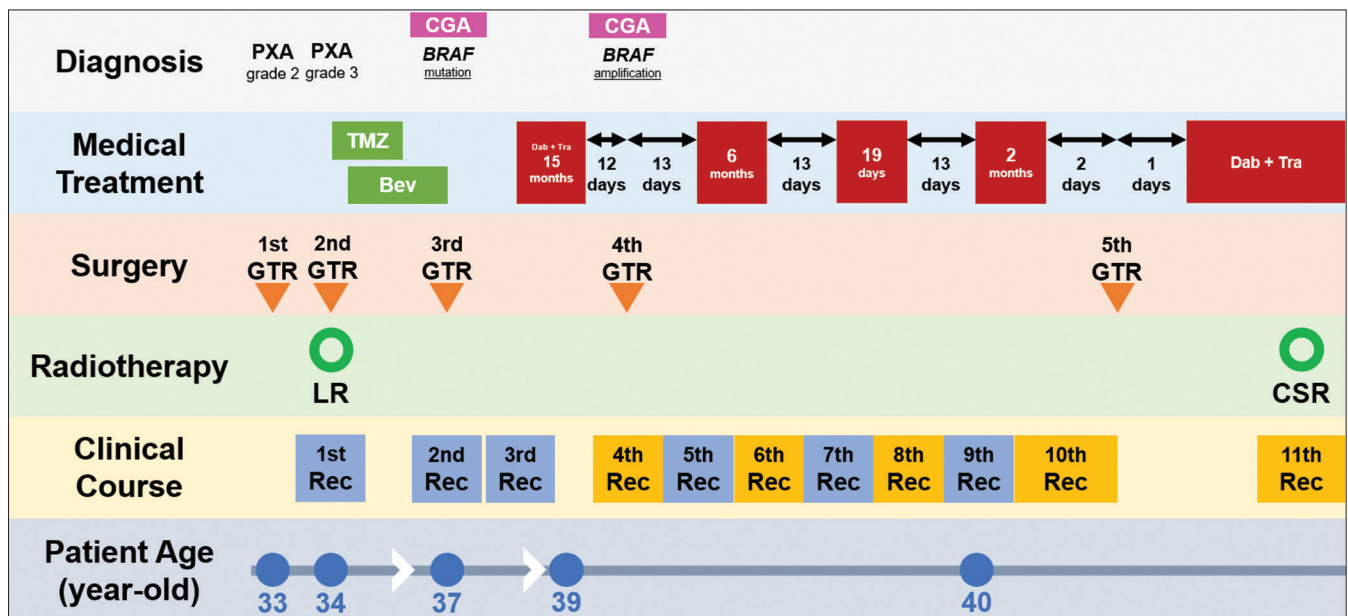 Diagnosis
PXA
grade 2
PXA
grade 3
CGA
BRAF
mutation
CGA
BRAF
amplification
Medical
Treatment
TMZ
Bev
Dab + Tra
15
months
12
days
13
days
6
months
13
days
19
days
13
days
2
months
2
days
1
days
Dab + Tra
Surgery
1st
GTR
2nd
GTR
3rd
GTR
4th
GTR
5th
GTR
Radiotherapy
LR
CSR
Clinical
Course
1st
Rec
2nd
Rec
3rd
Rec
4th
Rec
5th
Rec
6th
Rec
7th
Rec
8th
Rec
9th
Rec
10th
Rec
11th
Rec
Patient Age
(year-old)
33
34
37
39
40